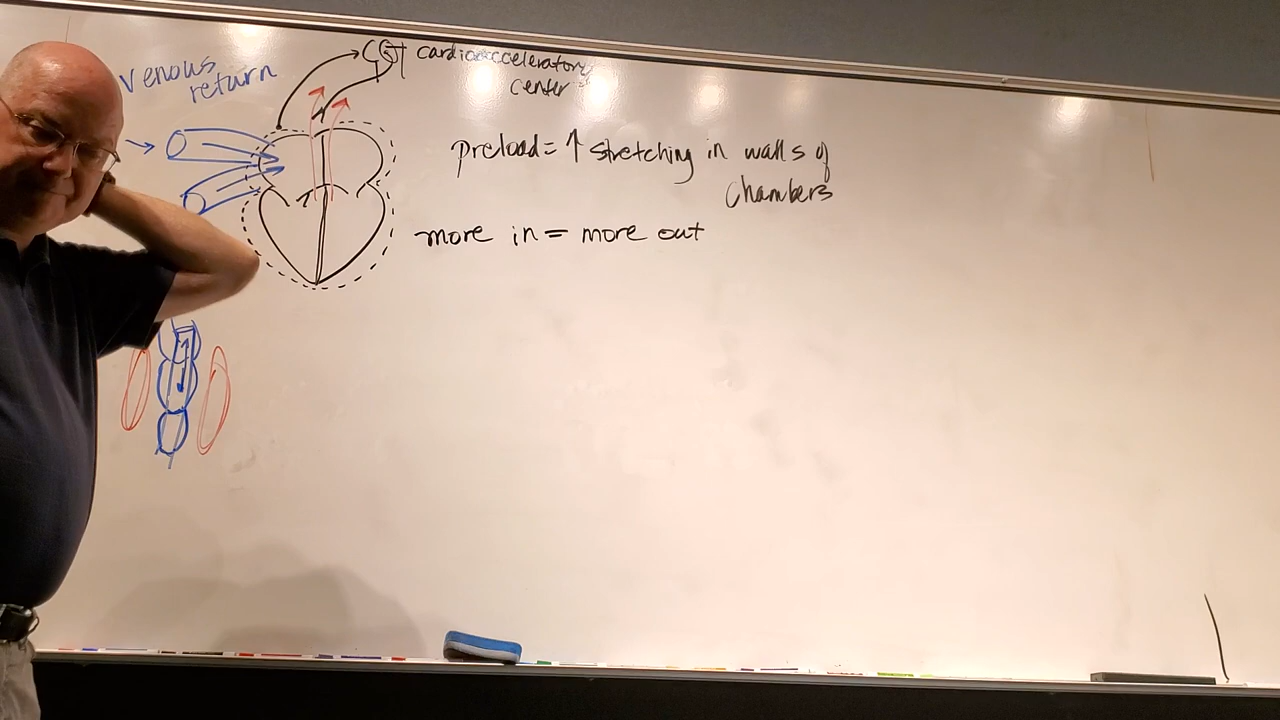 venous
return
cardioacceleratory
center
preload = ↑ stretching in walls of
chambers
more in = more out